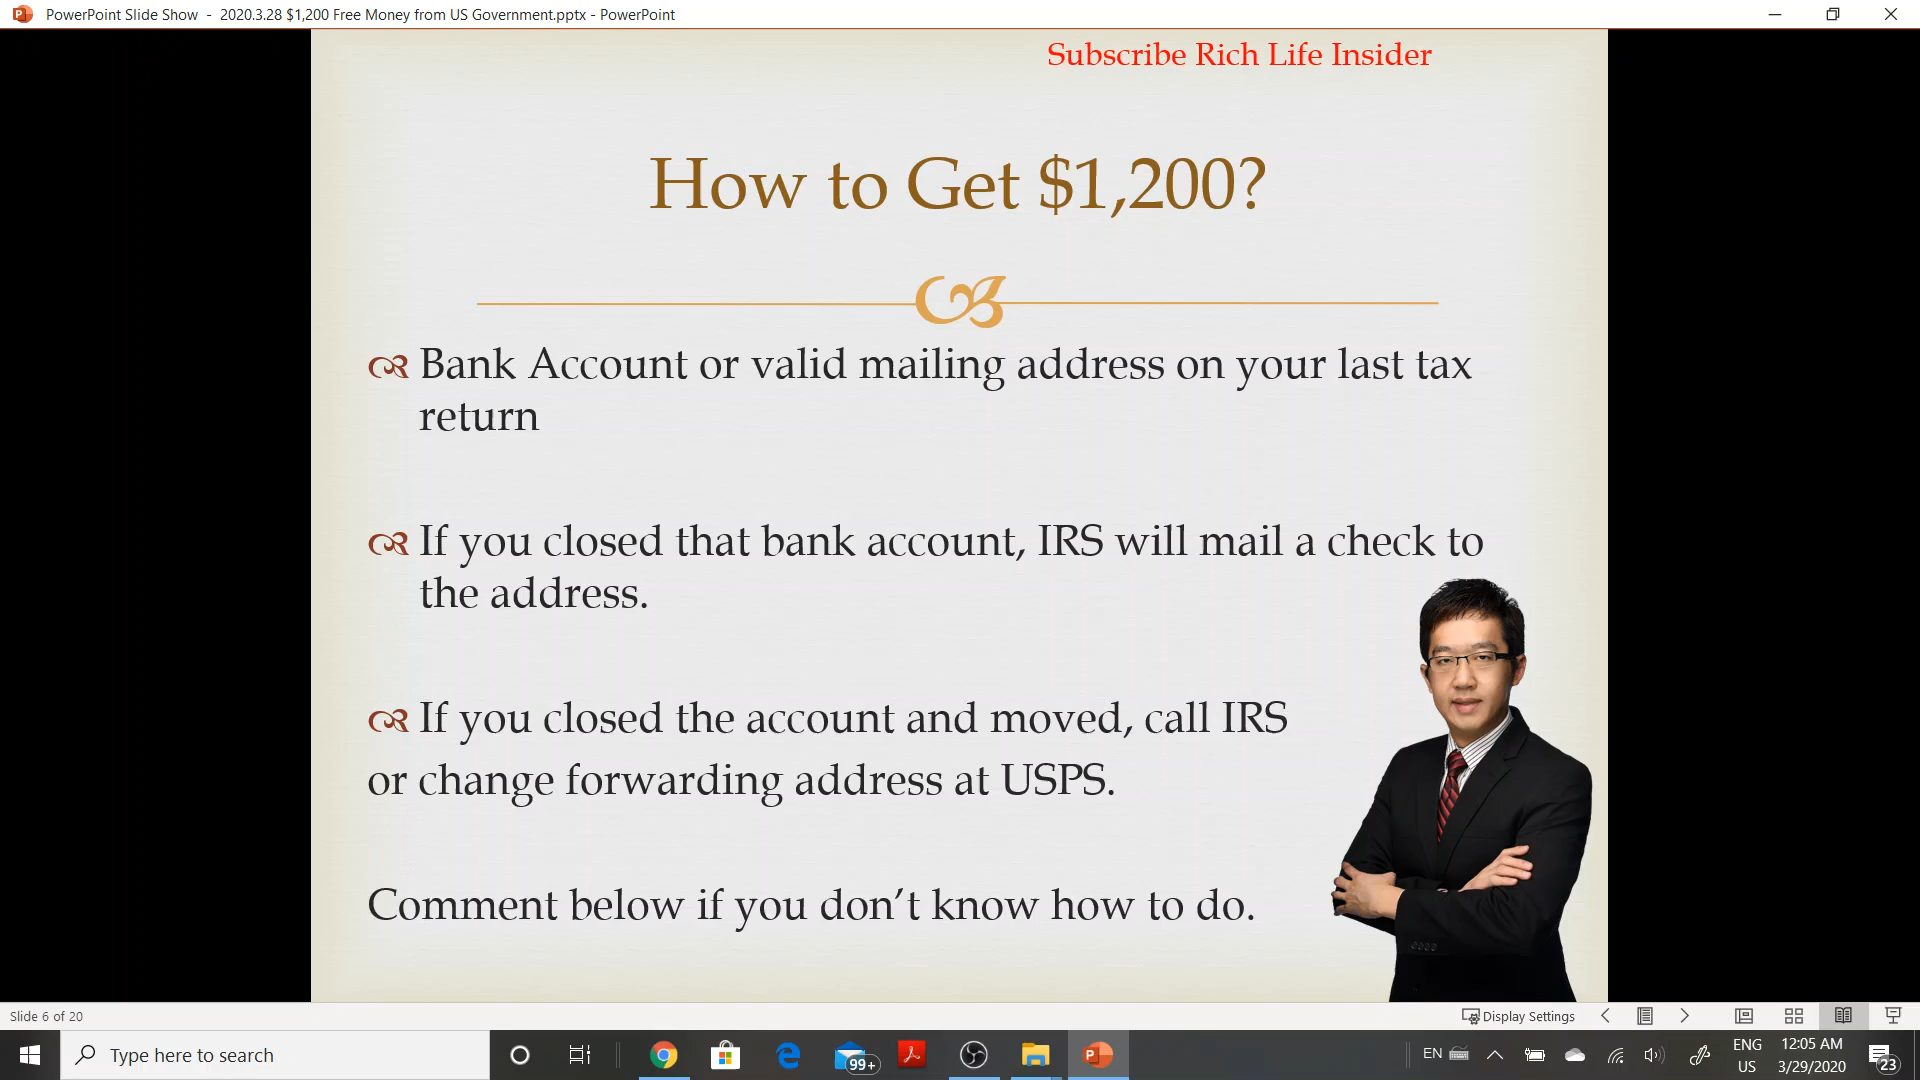 PowerPoint Slide Show - 2020.3.28 $1,200 Free Money from US Government.pptx - PowerPoint
Subscribe Rich Life Insider
How to Get $1,200?
Bank Account or valid mailing address on your last tax
return
If you closed that bank account, IRS will mail a check to
the address.
If you closed the account and moved, call IRS
or change forwarding address at USPS.
Comment below if you don’t know how to do.
Slide 6 of 20
Display Settings
Type here to search
99+
EN
ENG
US
12:05 AM
3/29/2020
23